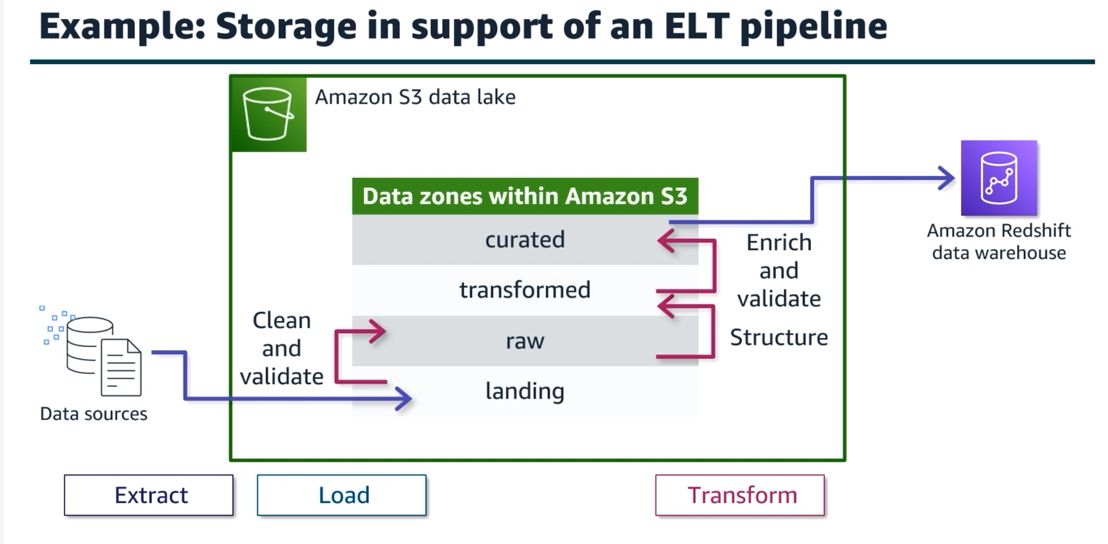 Example: Storage in support of an ELT pipeline
Amazon S3 data lake
Data zones within Amazon S3
curated
transformed
raw
landing
Clean
and
validate
Enrich
and
validate
Structure
Data sources
Amazon Redshift
data warehouse
Extract
Load
Transform